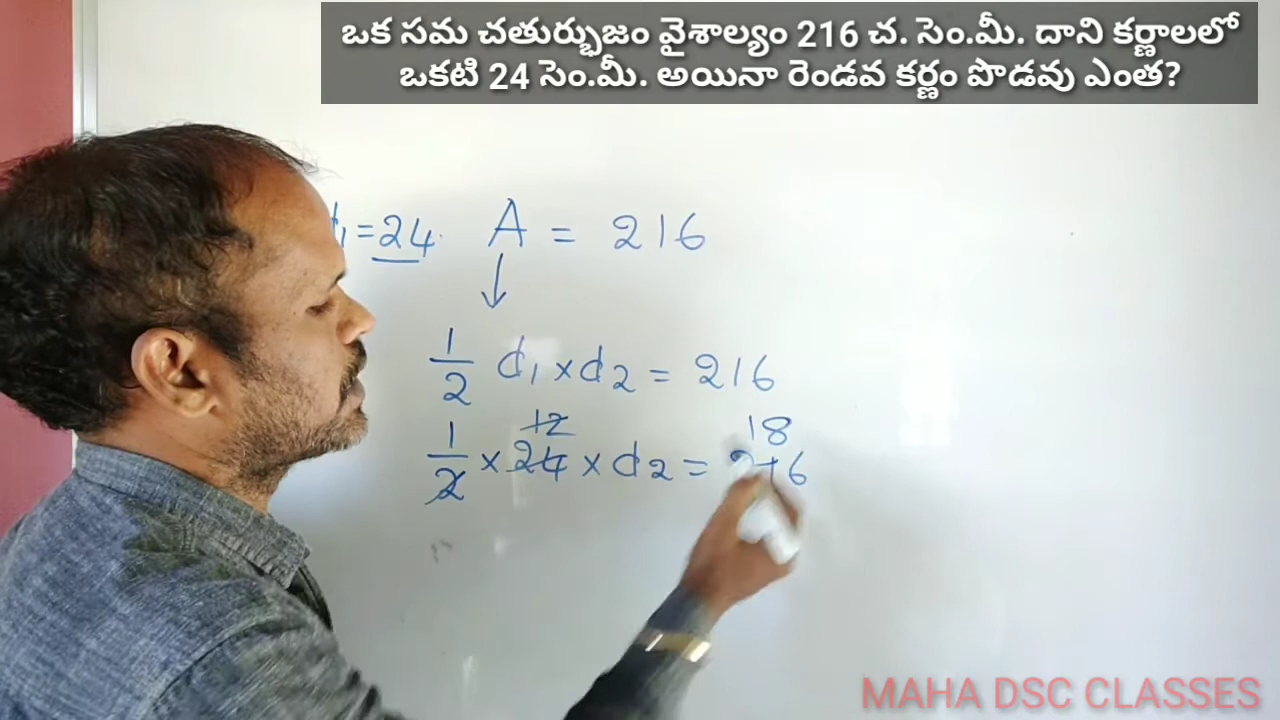 ఒక సమ చతుర్భుజం వైశాల్యం 216 చ. సెం.మీ. దాని కర్ణాలలో
ఒకటి 24 సెం.మీ. అయినా రెండవ కర్ణం పొడవు ఎంత?
d₁ = 24 A = 216
1/2 d₁ × d₂ = 216
12 18
1/2 × 24 × d₂ = 216
MAHA DSC CLASSES